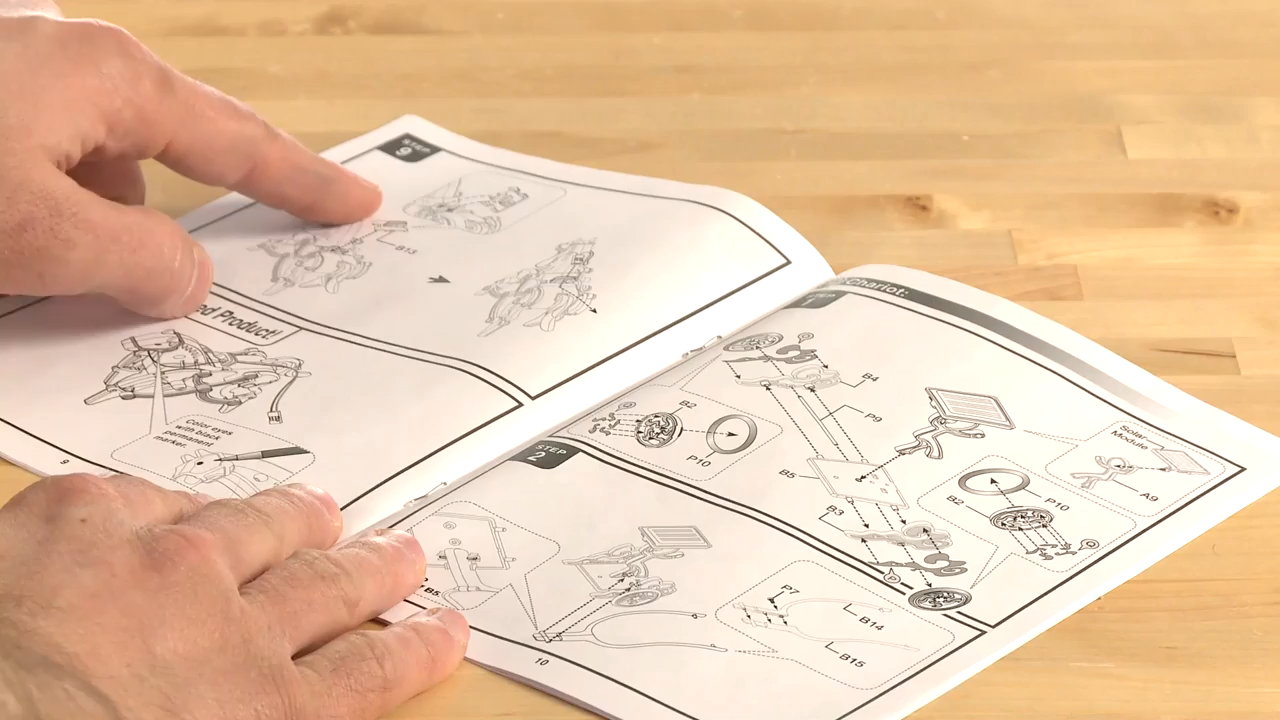 STEP
9
B13
ed Product!
Color eyes
with black
permanent
marker.
9
Chariot:
STEP
1
B4
P9
B2
P10
B5
B3
Solar
Module
A9
B2
P10
STEP
2
B5
P7
B14
B15
10